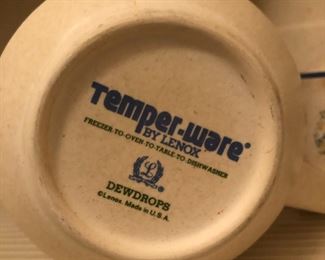 Temper-ware®
BY LENOX
FREEZER-TO-OVEN-TO-TABLE-TO-DISHWASHER
L
DEWDROPS
©Lenox. Made in U.S.A.